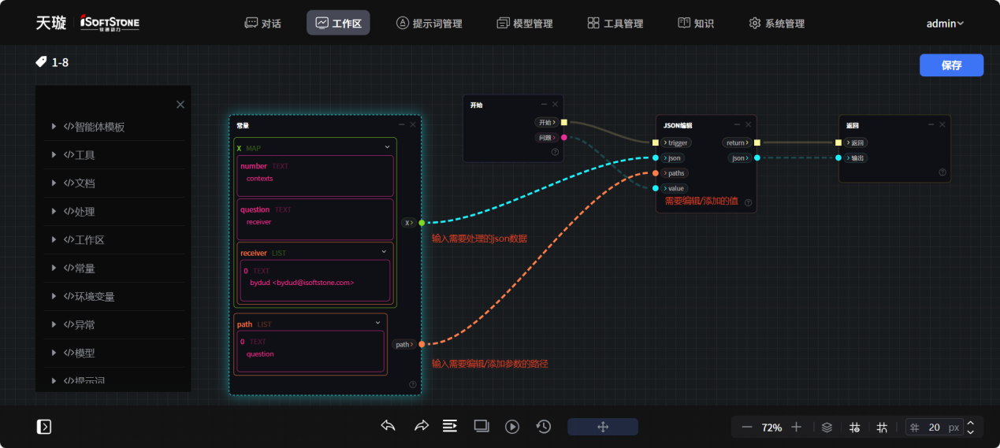 天璇 iSoftStone 软通动力 对话 工作区 提示词管理 模型管理 工具管理 知识 系统管理 admin
1-8 保存
</>智能体模板
</>工具
</>文档
</>处理
</>工作区
</>常量
</>环境变量
</>异常
</>模型
</>提示词
常量
X MAP
number TEXT
contexts
question TEXT
receiver
receiver LIST
0 TEXT
bydud <bydud@isoftstone.com>
X
path LIST
0 TEXT
question
path
输入需要处理的json数据
输入需要编辑/添加参数的路径
开始
开始
问题
JSON编辑
trigger return
json json
paths
value
需要编辑/添加的值
返回
返回
输出
72% 20 px